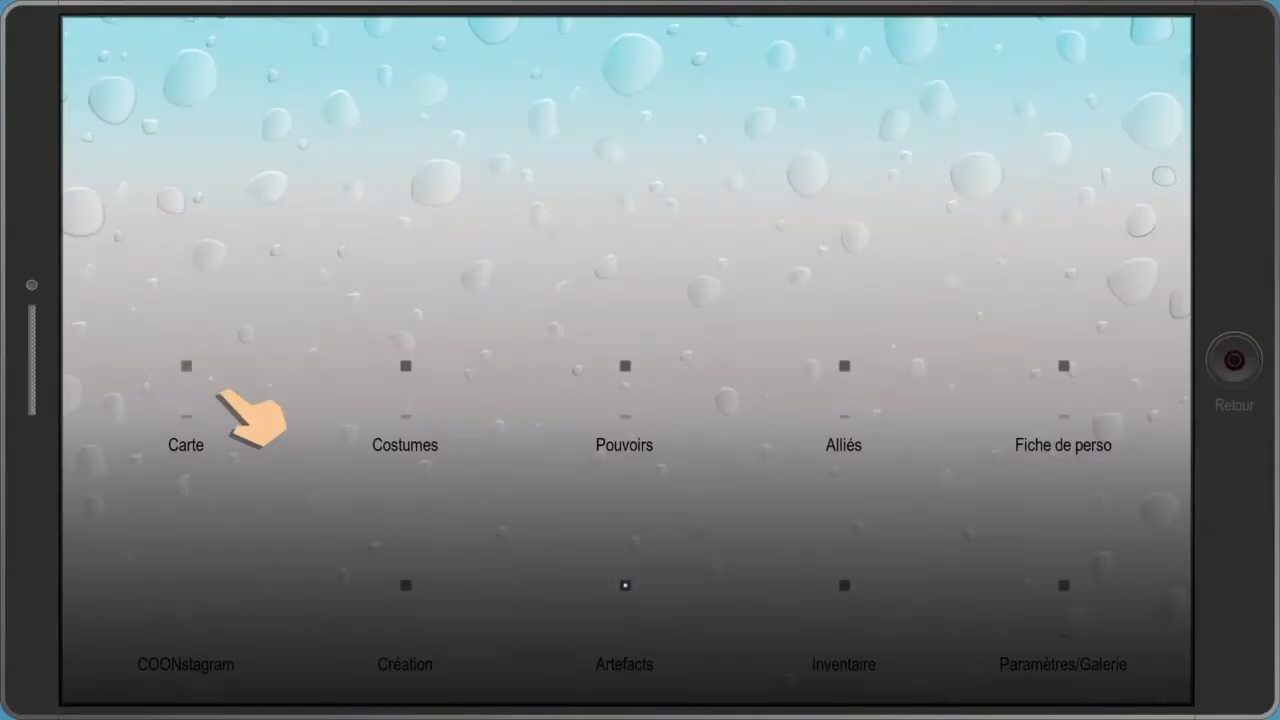 Retour
Carte
Costumes
Pouvoirs
Alliés
Fiche de perso
COONstagram
Création
Artefacts
Inventaire
Paramètres/Galerie